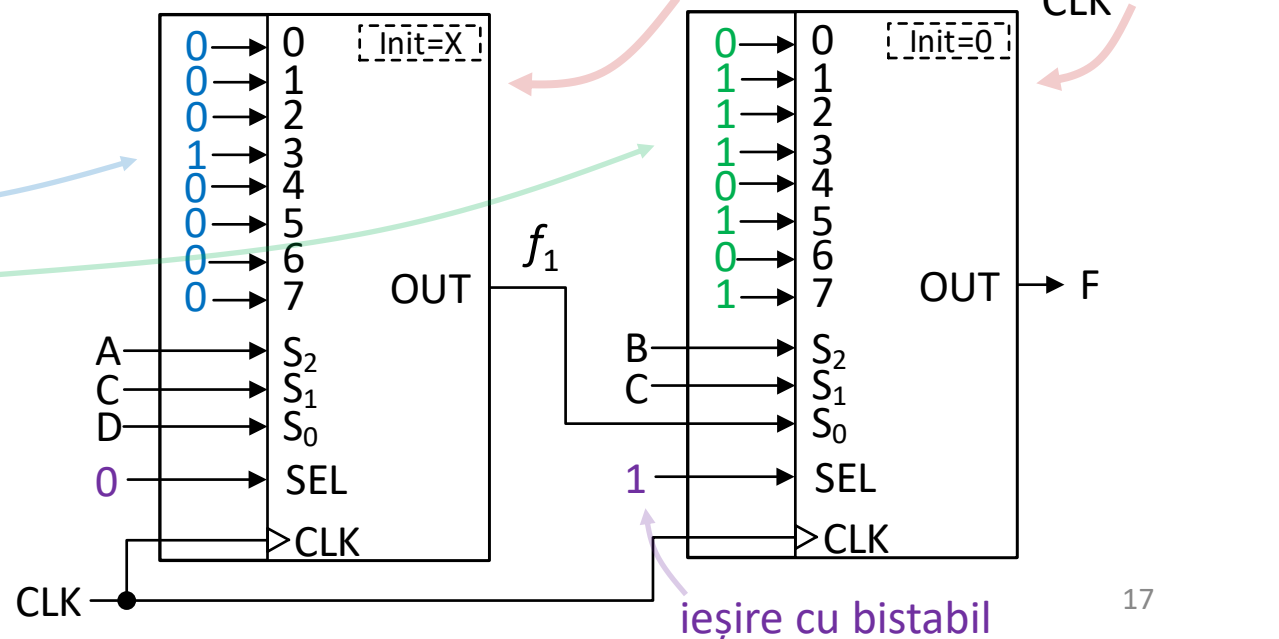 CLK
0 0 Init=X
0 1
0 2
1 3
0 4
0 5
0 6
0 7
OUT
A S₂
C S₁
D S₀
0 SEL
CLK
f₁
0 0 Init=0
1 1
1 2
1 3
0 4
1 5
0 6
1 7
OUT F
B S₂
C S₁
S₀
1 SEL
CLK
CLK
ieșire cu bistabil
17